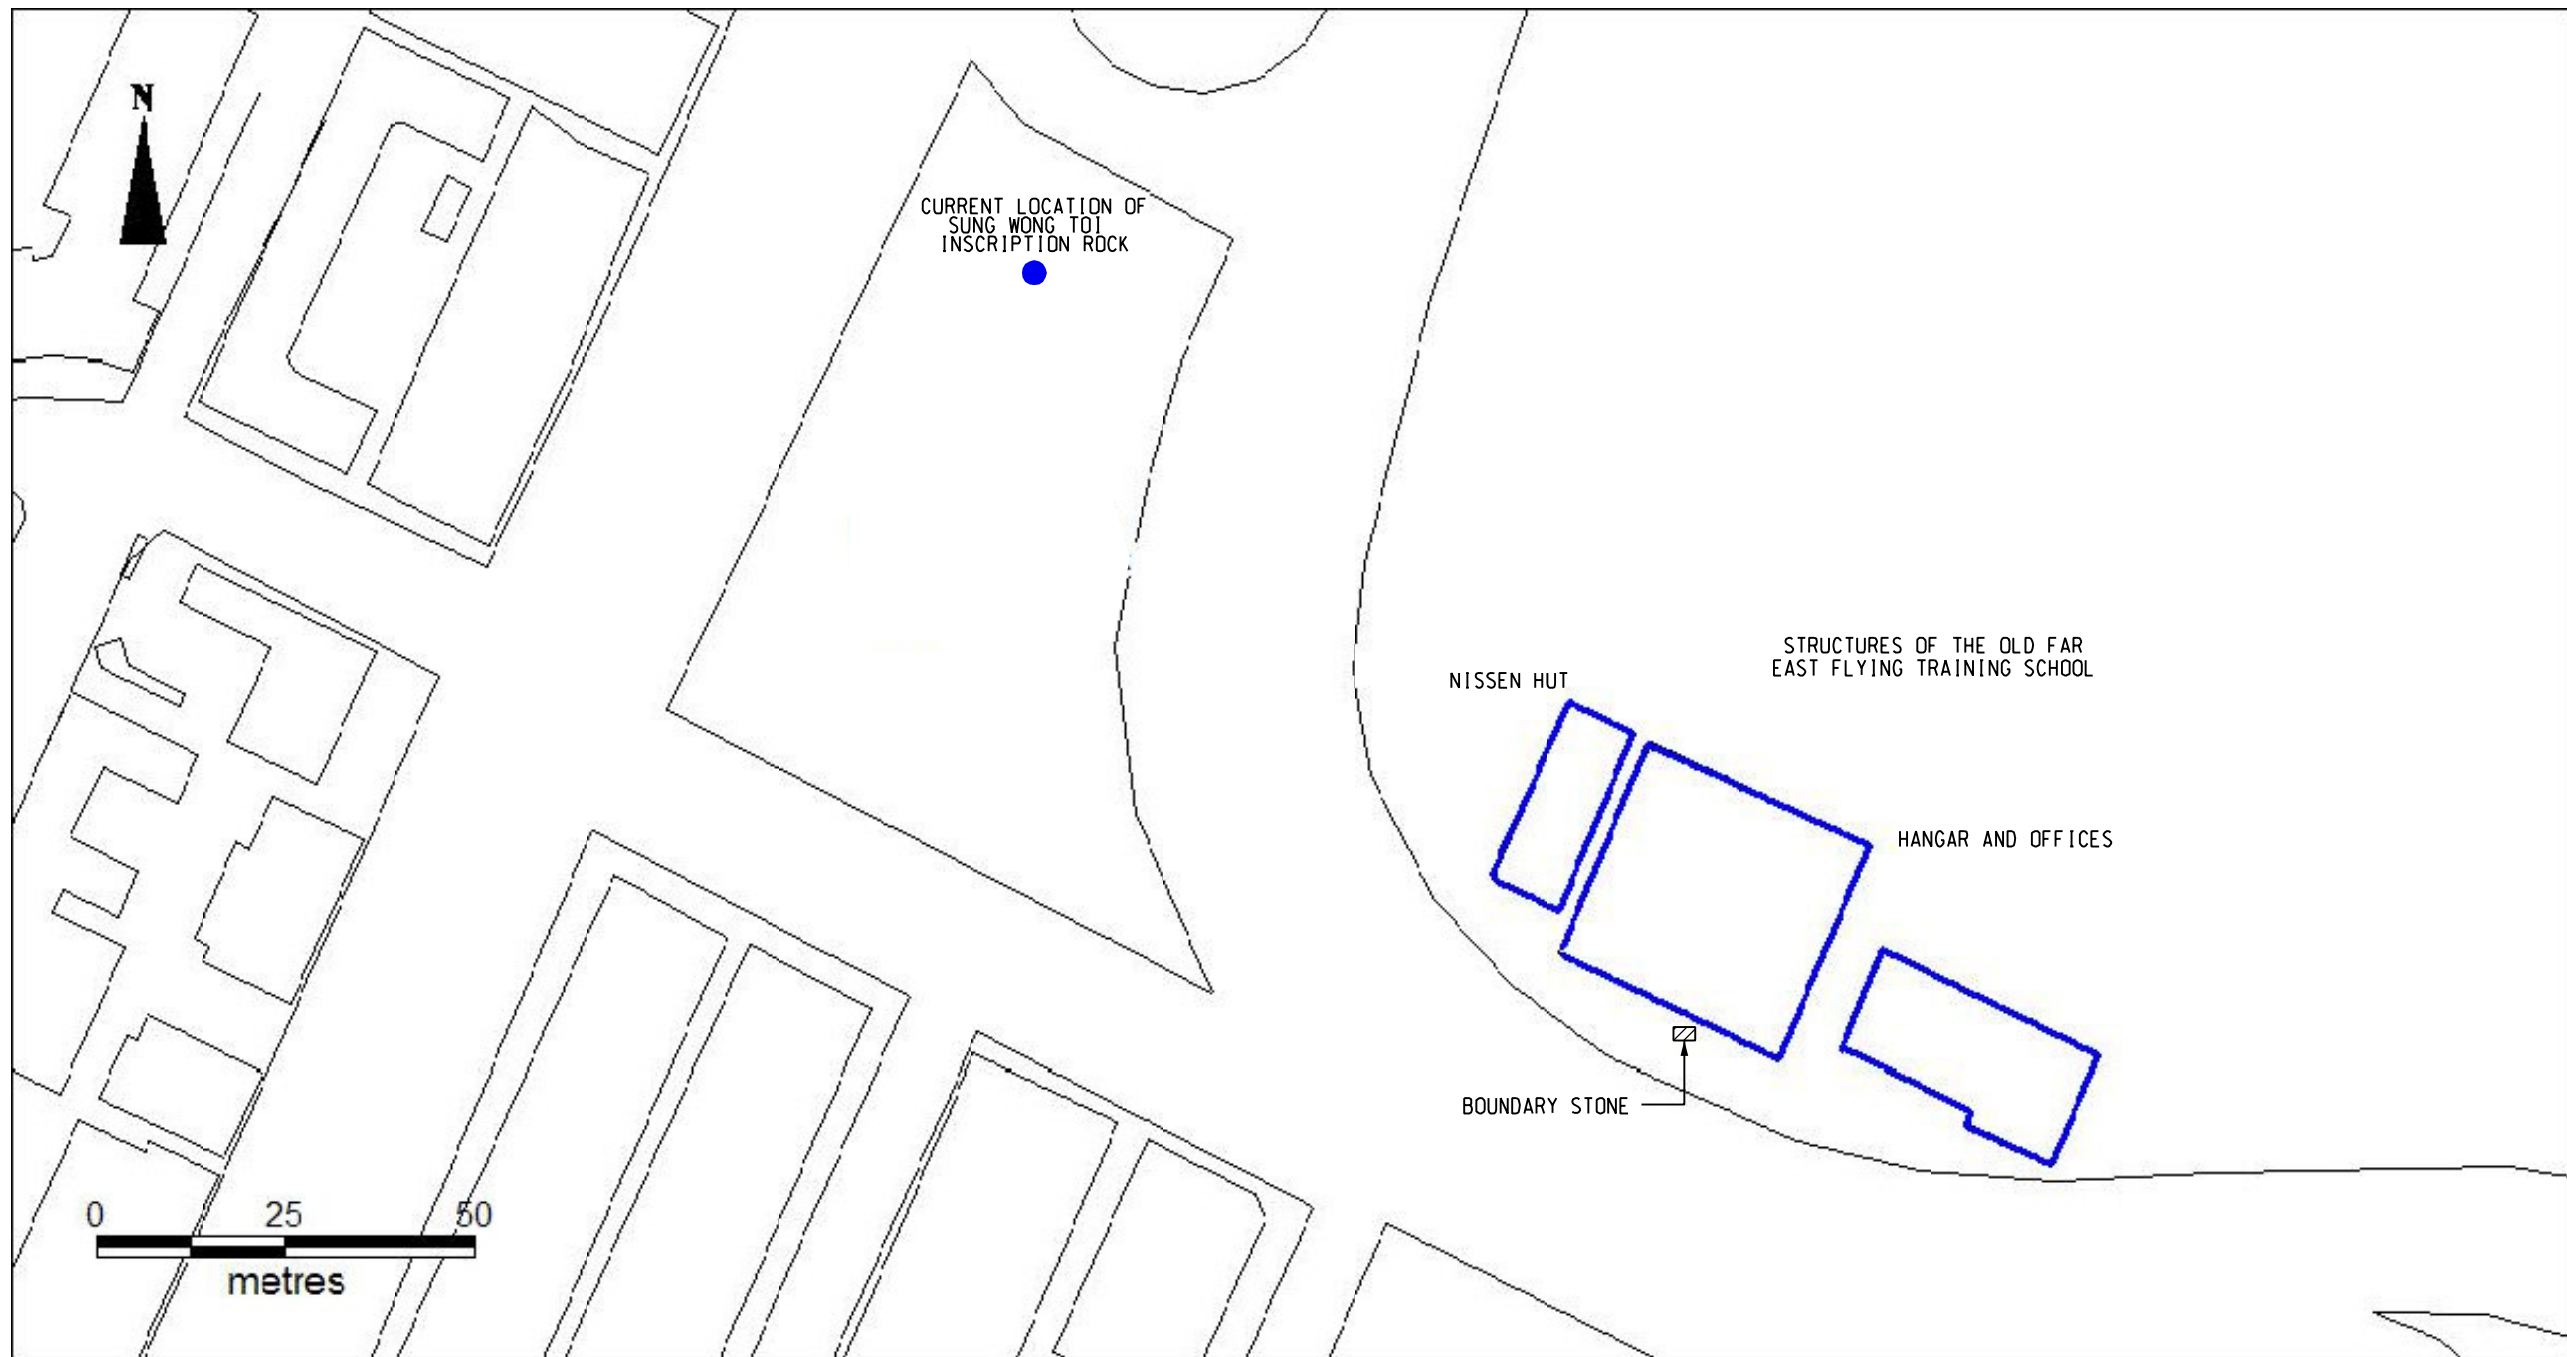 N
CURRENT LOCATION OF
SUNG WONG TOI
INSCRIPTION ROCK
STRUCTURES OF THE OLD FAR
EAST FLYING TRAINING SCHOOL
NISSEN HUT
HANGAR AND OFFICES
BOUNDARY STONE
0 25 50
metres